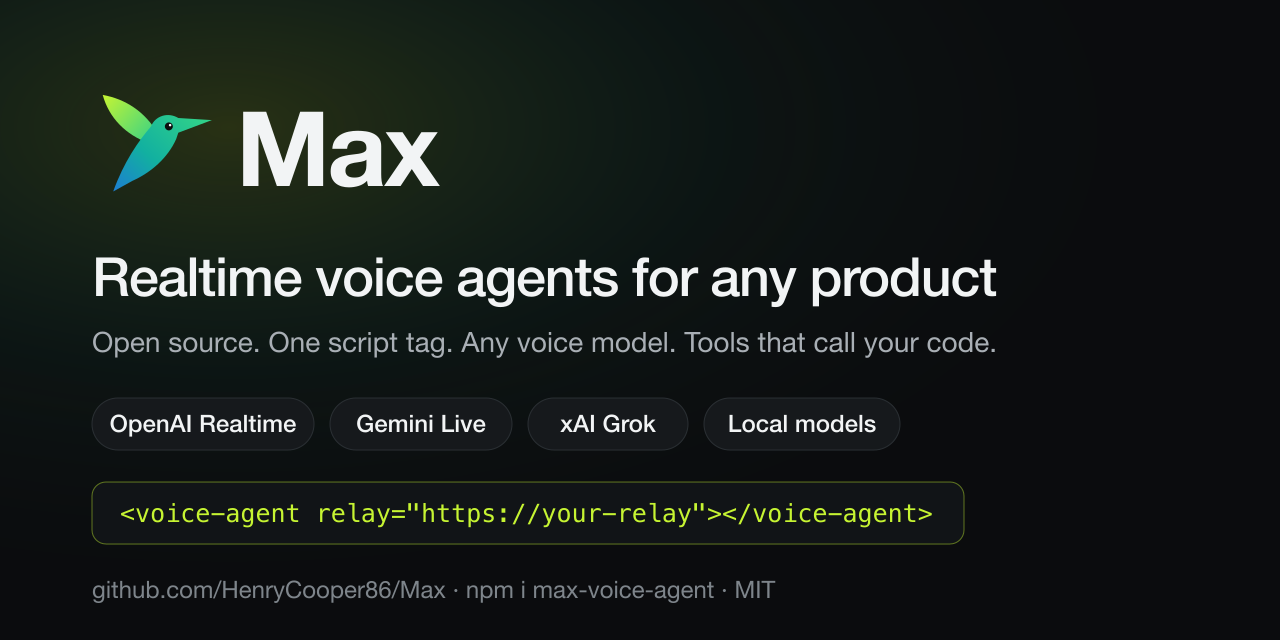 Max
Realtime voice agents for any product
Open source. One script tag. Any voice model. Tools that call your code.
OpenAI Realtime Gemini Live xAI Grok Local models
<voice-agent relay="https://your-relay"></voice-agent>
github.com/HenryCooper86/Max · npm i max-voice-agent · MIT